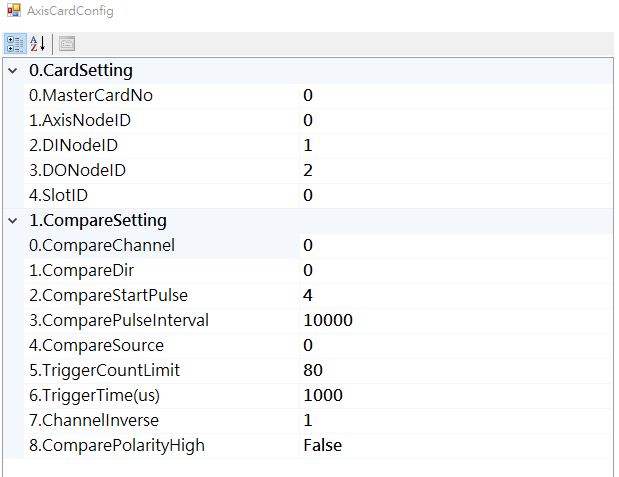 AxisCardConfig
0.CardSetting
0.MasterCardNo 0
1.AxisNodeID 0
2.DINodeID 1
3.DONodeID 2
4.SlotID 0
1.CompareSetting
0.CompareChannel 0
1.CompareDir 0
2.CompareStartPulse 4
3.ComparePulseInterval 10000
4.CompareSource 0
5.TriggerCountLimit 80
6.TriggerTime(us) 1000
7.ChannelInverse 1
8.ComparePolarityHigh False